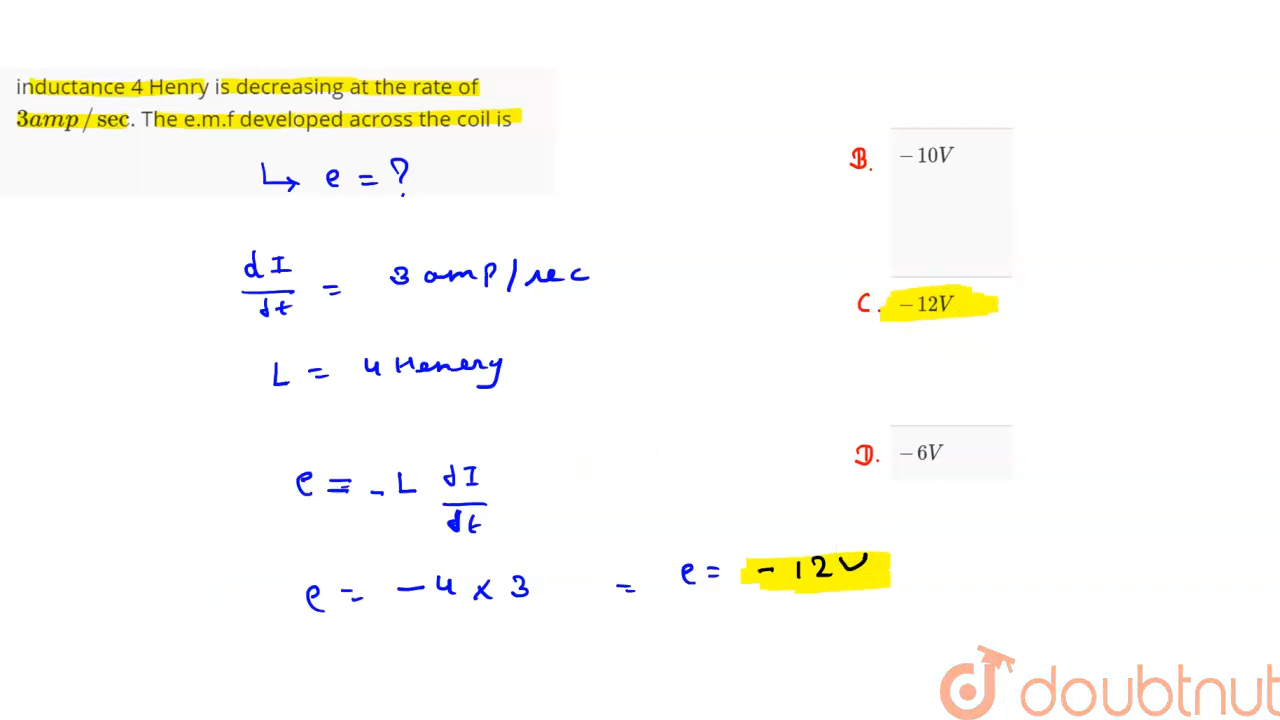 inductance 4 Henry is decreasing at the rate of
3amp/sec. The e.m.f developed across the coil is
↳ e = ?
dI/dt = 3 amp/sec
L = 4 Henery
e = -L dI/dt
e = -4 × 3 = e = -12V
B. -10V
C. -12V
D. -6V
doubtnut